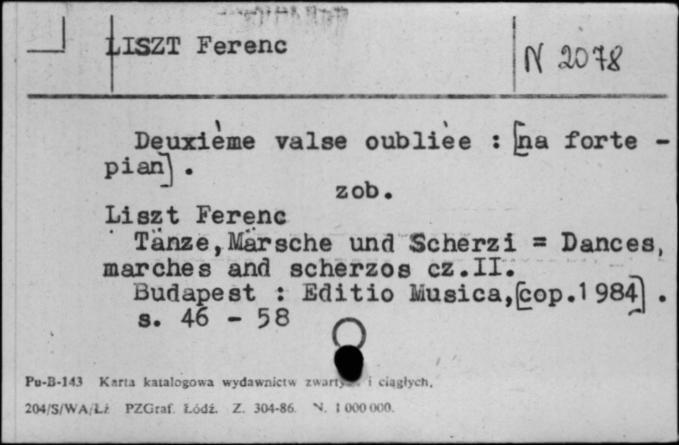 LISZT Ferenc
N 2078
Deuxième valse oublièe : [na forte -
pian] .
zob.
Liszt Ferenc
Tänze, Märsche und Scherzi = Dances,
marches and scherzos cz.II.
Budapest : Editio Musica, [cop.1984] .
s. 46 - 58
Pu-B-143 Karta katalogowa wydawnictw i ciągłych.
204/S/WA/Łż PZGraf. Łódź. Z. 304-86. N. 1 000 000.